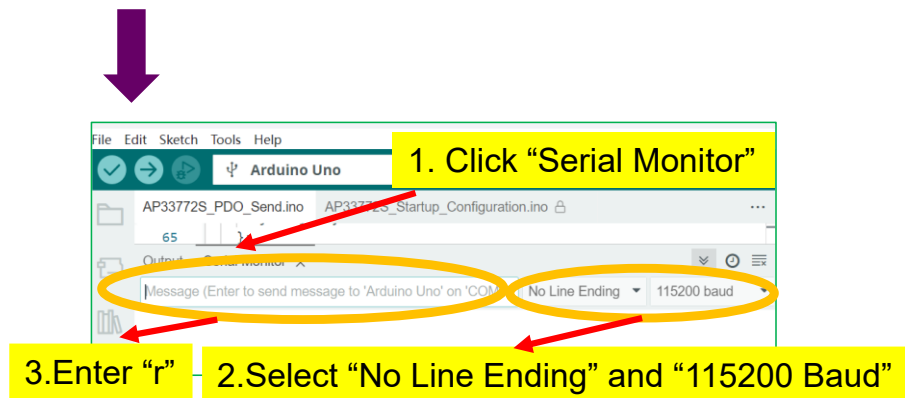 File Edit Sketch Tools Help
1. Click “Serial Monitor”
Arduino Uno
AP33772S_PDO_Send.ino AP33772S_Startup_Configuration.ino
65 }
Output Serial Monitor X
Message (Enter to send message to 'Arduino Uno' on 'COM
No Line Ending 115200 baud
3.Enter “r”
2.Select “No Line Ending” and “115200 Baud”